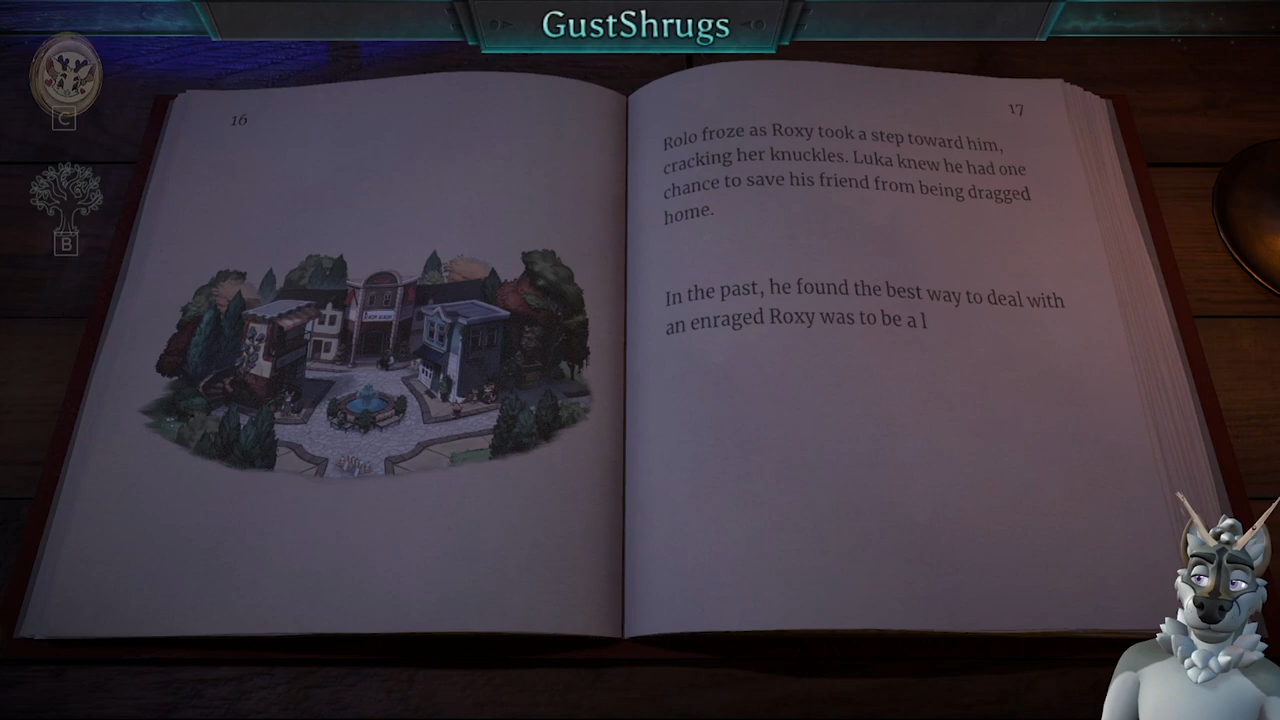 GustShrugs
C
B
16
17
Rolo froze as Roxy took a step toward him,
cracking her knuckles. Luka knew he had one
chance to save his friend from being dragged
home.
In the past, he found the best way to deal with
an enraged Roxy was to be a l